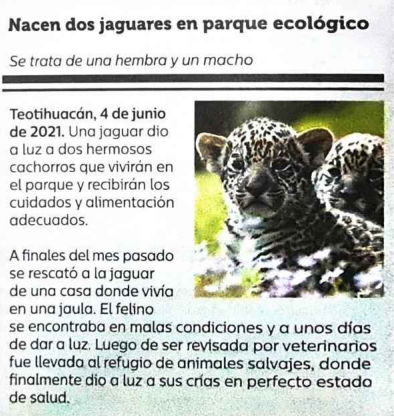 Nacen dos jaguares en parque ecológico
Se trata de una hembra y un macho
Teotihuacán, 4 de junio
de 2021. Una jaguar dio
a luz a dos hermosos
cachorros que vivirán en
el parque y recibirán los
cuidados y alimentación
adecuados.
A finales del mes pasado
se rescató a la jaguar
de una casa donde vivía
en una jaula. El felino
se encontraba en malas condiciones y a unos días
de dar a luz. Luego de ser revisada por veterinarios
fue llevada al refugio de animales salvajes, donde
finalmente dio a luz a sus crías en perfecto estado
de salud.